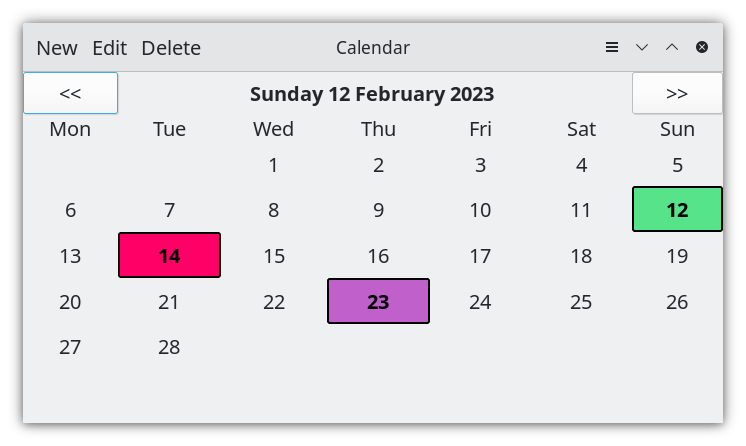 New Edit Delete Calendar
<< Sunday 12 February 2023 >>
Mon Tue Wed Thu Fri Sat Sun
1 2 3 4 5
6 7 8 9 10 11 12
13 14 15 16 17 18 19
20 21 22 23 24 25 26
27 28